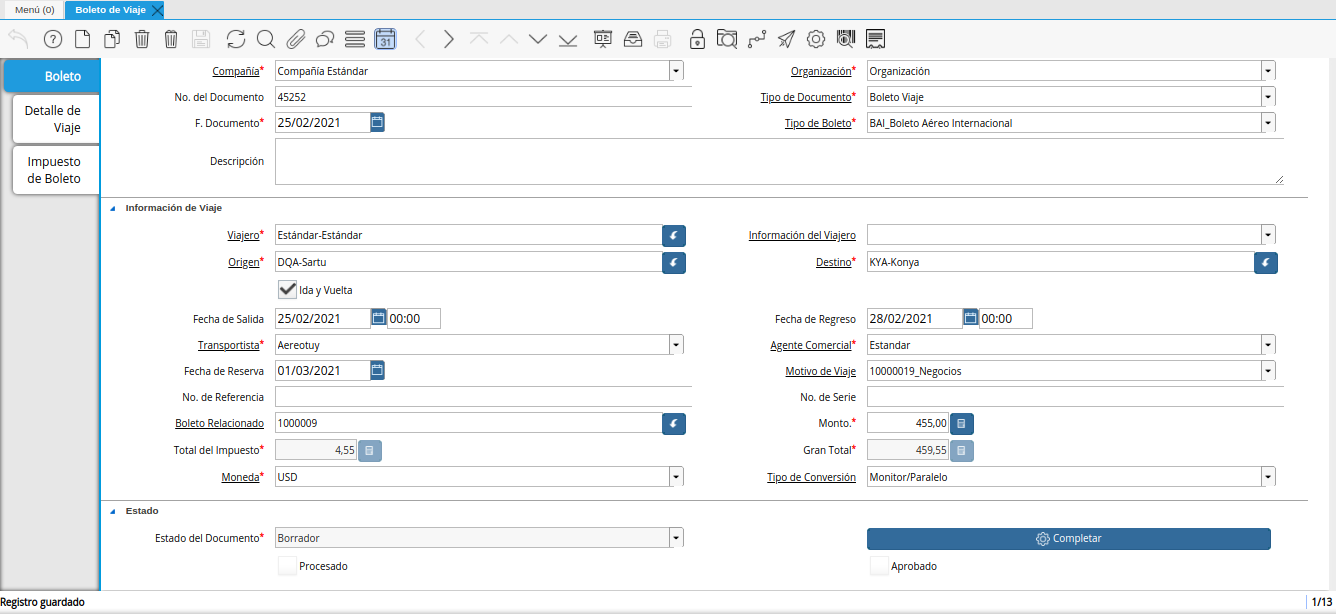 Menú (0) Boleto de Viaje
31
Boleto
Detalle de
Viaje
Impuesto
de Boleto
Compañía* Compañía Estándar Organización* Organización
No. del Documento 45252 Tipo de Documento* Boleto Viaje
F. Documento* 25/02/2021 Tipo de Boleto* BAI_Boleto Aéreo Internacional
Descripción
Información de Viaje
Viajero* Estándar-Estándar Información del Viajero
Origen* DQA-Sartu Destino* KYA-Konya
Ida y Vuelta
Fecha de Salida 25/02/2021 00:00 Fecha de Regreso 28/02/2021 00:00
Transportista* Aereotuy Agente Comercial* Estandar
Fecha de Reserva 01/03/2021 Motivo de Viaje 10000019_Negocios
No. de Referencia No. de Serie
Boleto Relacionado 1000009 Monto.* 455,00
Total del Impuesto* 4,55 Gran Total* 459,55
Moneda* USD Tipo de Conversión Monitor/Paralelo
Estado
Estado del Documento* Borrador Completar
Procesado Aprobado
Registro guardado 1/13